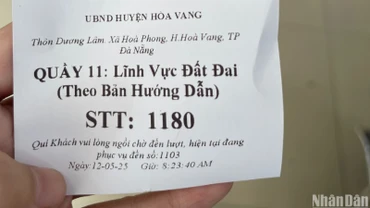 UBND HUYỆN HÒA VANG
Thôn Dương Lâm. Xã Hoà Phong, H.Hoà Vang, TP
Đà Nẵng
QUẦY 11: Lĩnh Vực Đất Đai
(Theo Bản Hướng Dẫn)
STT: 1180
Quí Khách vui lòng ngồi chờ đến lượt, hiện tại đang
phục vụ đến số:1103
Ngày:12-05-25 Giờ: 8:23:40 AM
NhânDân